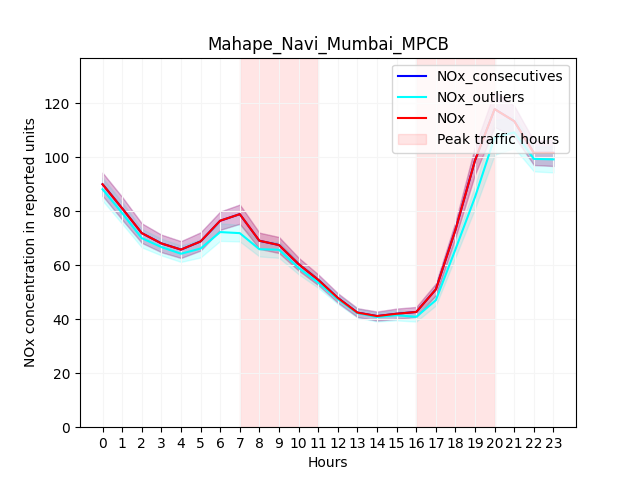 Mahape_Navi_Mumbai_MPCB
NOx_consecutives
NOx_outliers
NOx
Peak traffic hours
NOx concentration in reported units
120
100
80
60
40
20
0
0 1 2 3 4 5 6 7 8 9 10 11 12 13 14 15 16 17 18 19 20 21 22 23
Hours